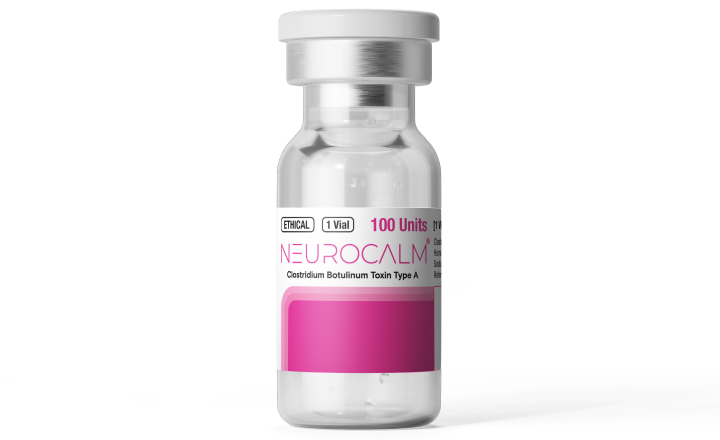 ETHICAL 1 Vial 100 Units
NEUROCALM®
Clostridium Botulinum Toxin Type A